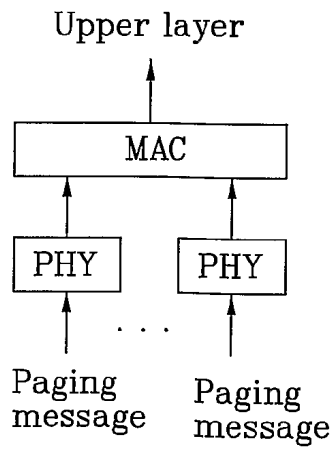 Upper layer
MAC
PHY
PHY
. . .
Paging
message
Paging
message